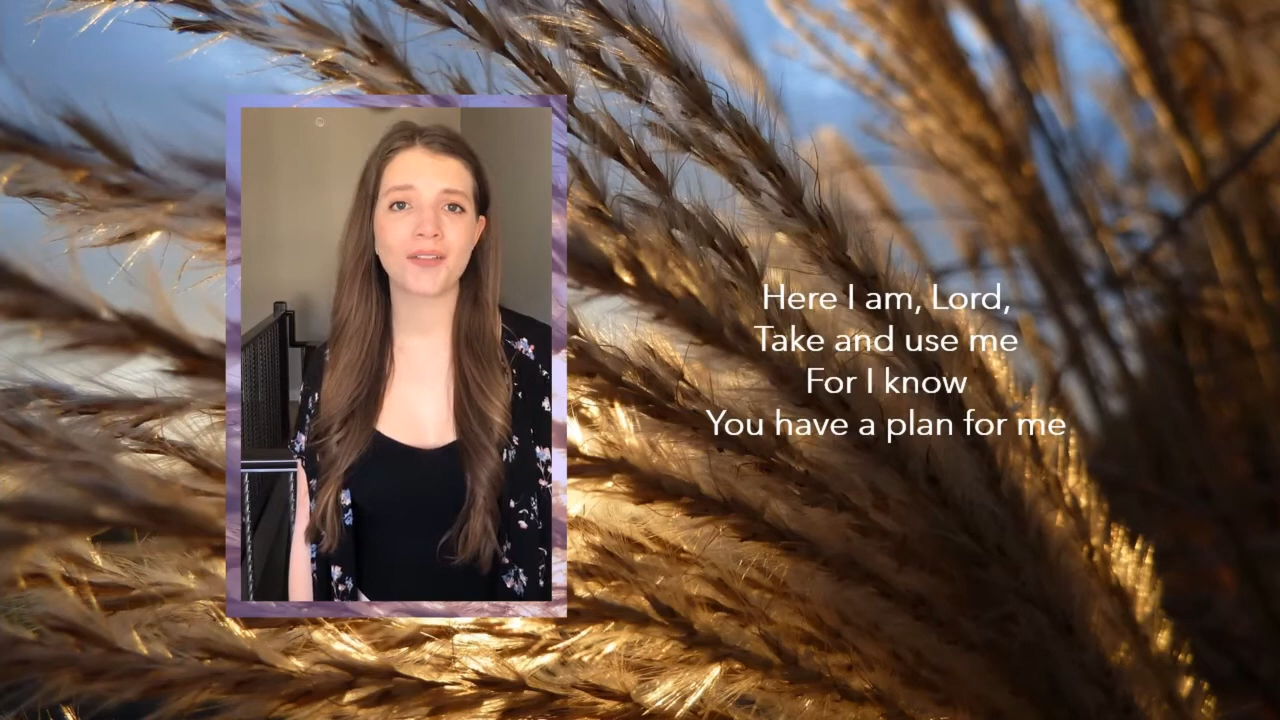 Here I am, Lord,
Take and use me
For I know
You have a plan for me